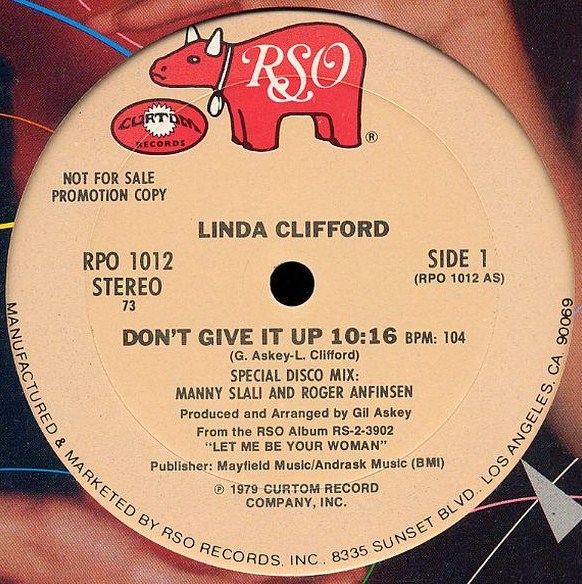 RSO
®
CURTOM
RECORDS
NOT FOR SALE
PROMOTION COPY
LINDA CLIFFORD
RPO 1012
STEREO
73
SIDE 1
(RPO 1012 AS)
DON'T GIVE IT UP 10:16 BPM: 104
(G. Askey-L. Clifford)
SPECIAL DISCO MIX:
MANNY SLALI AND ROGER ANFINSEN
Produced and Arranged by Gil Askey
From the RSO Album RS-2-3902
"LET ME BE YOUR WOMAN"
Publisher: Mayfield Music/Andrask Music (BMI)
℗ 1979 CURTOM RECORD
COMPANY, INC.
MANUFACTURED & MARKETED BY RSO RECORDS, INC., 8335 SUNSET BLVD., LOS ANGELES, CA. 90069